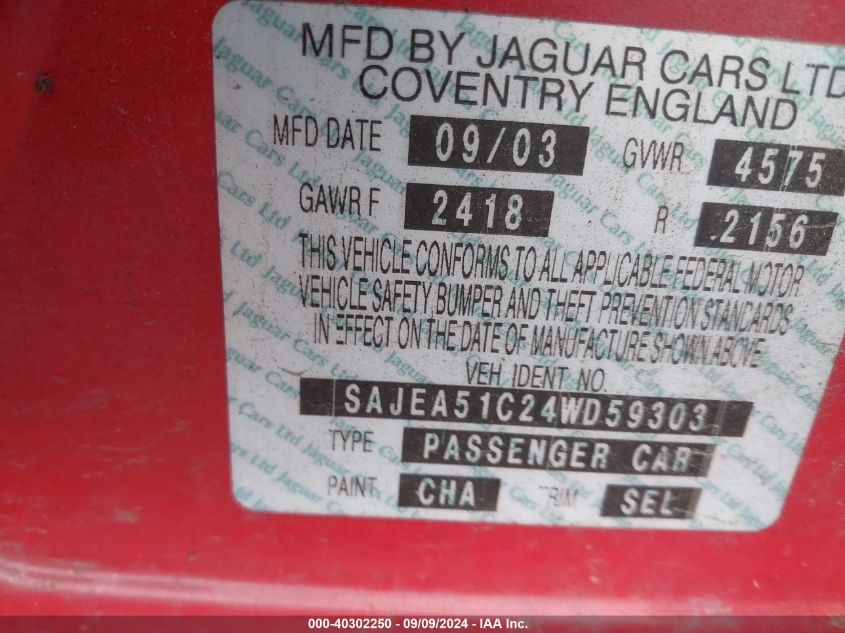 MFD BY JAGUAR CARS LTD
COVENTRY ENGLAND
MFD DATE 09/03 GVWR 4575
GAWR F 2418 R 2156
THIS VEHICLE CONFORMS TO ALL APPLICABLE FEDERAL MOTOR
VEHICLE SAFETY BUMPER AND THEFT PREVENTION STANDARDS
IN EFFECT ON THE DATE OF MANUFACTURE SHOWN ABOVE
VEH IDENT NO.
SAJEA51C24WD59303
TYPE PASSENGER CAR
PAINT CHA TRIM SEL
000-40302250 - 09/09/2024 - IAA Inc.